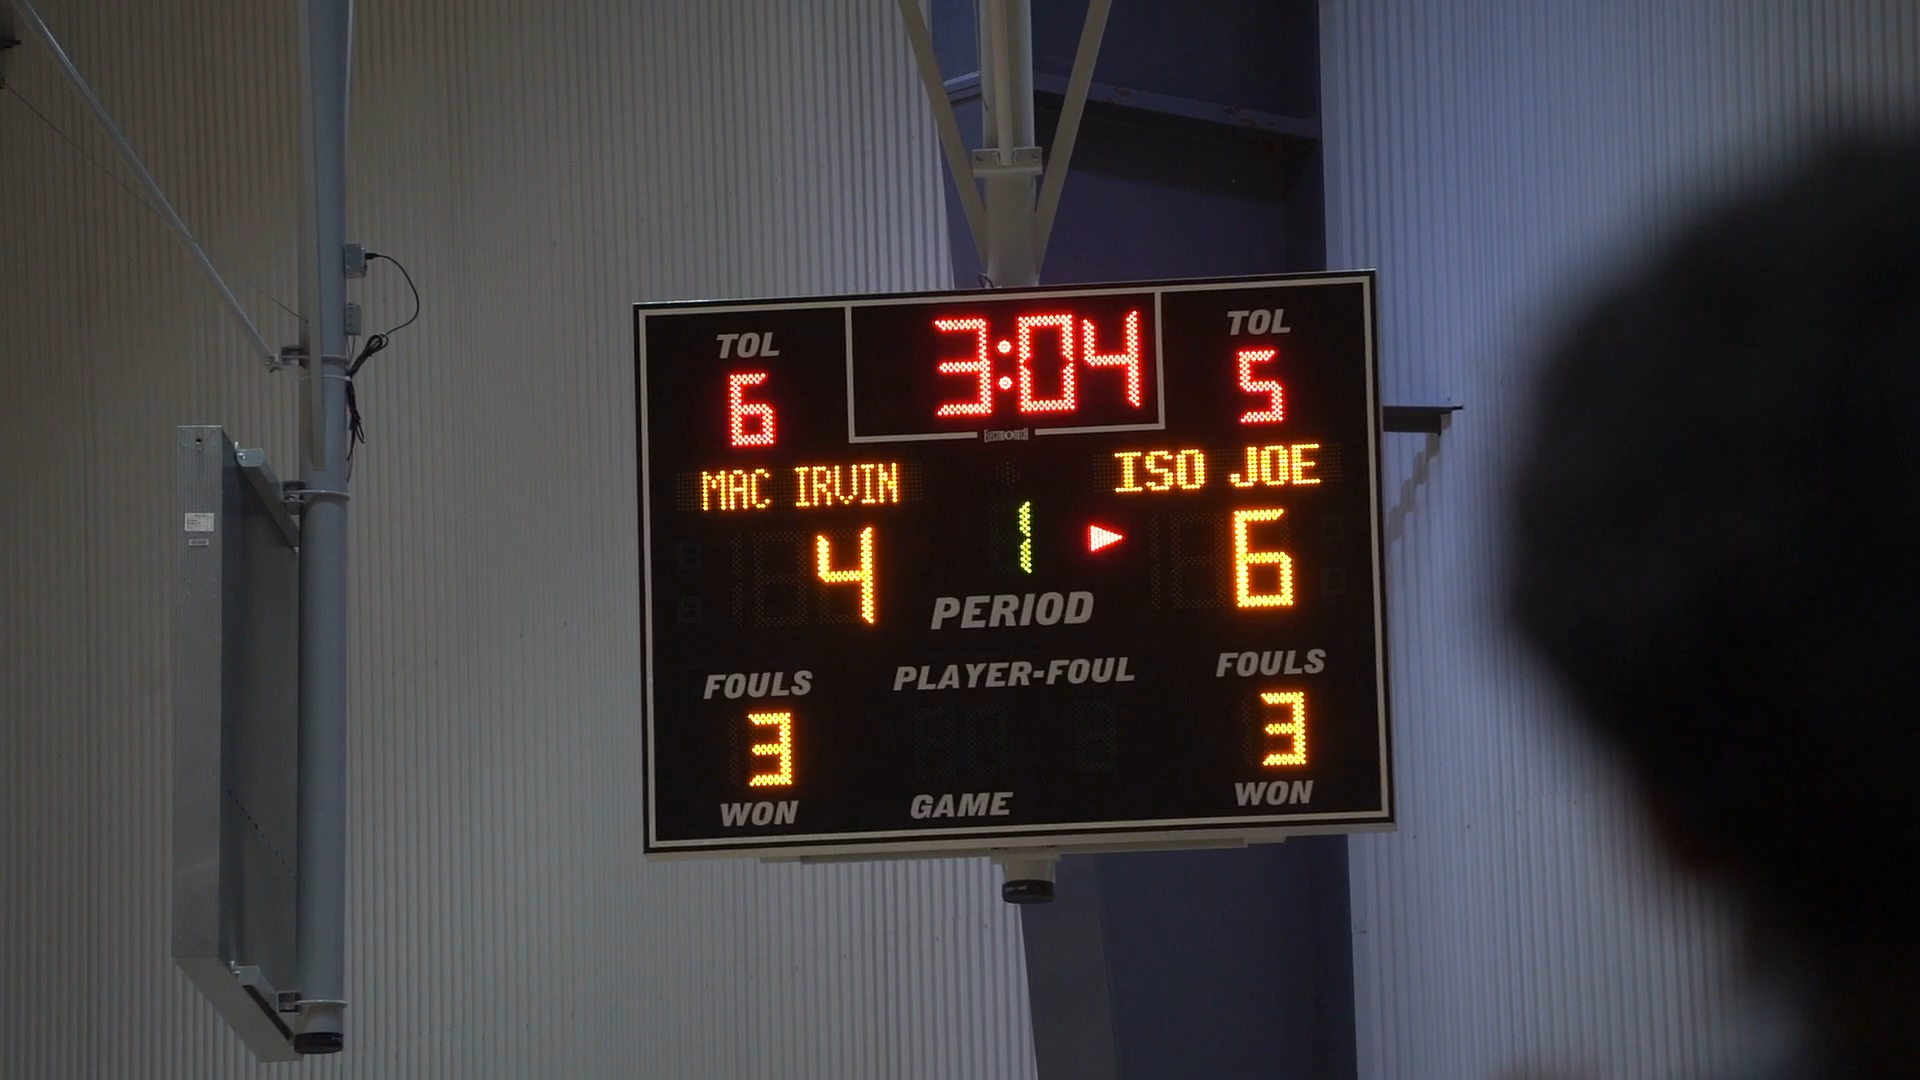 TOL 3:04 TOL
6 5
MAC IRVIN ISO JOE
4 1 6
PERIOD
FOULS PLAYER-FOUL FOULS
3 3
WON GAME WON